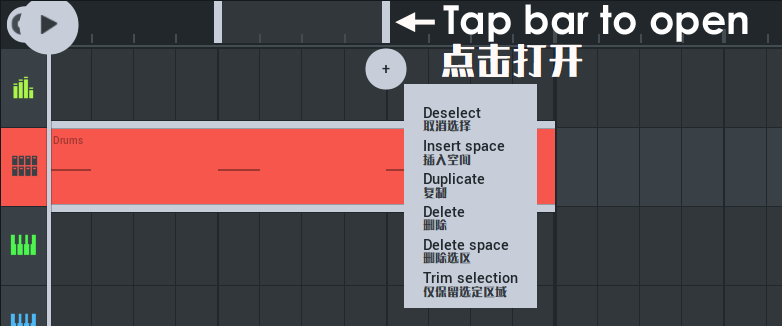 Tap bar to open
点击打开
+
Deselect
取消选择
Insert space
插入空间
Drums
Duplicate
复制
Delete
删除
Delete space
删除选区
Trim selection
仅保留选定区域